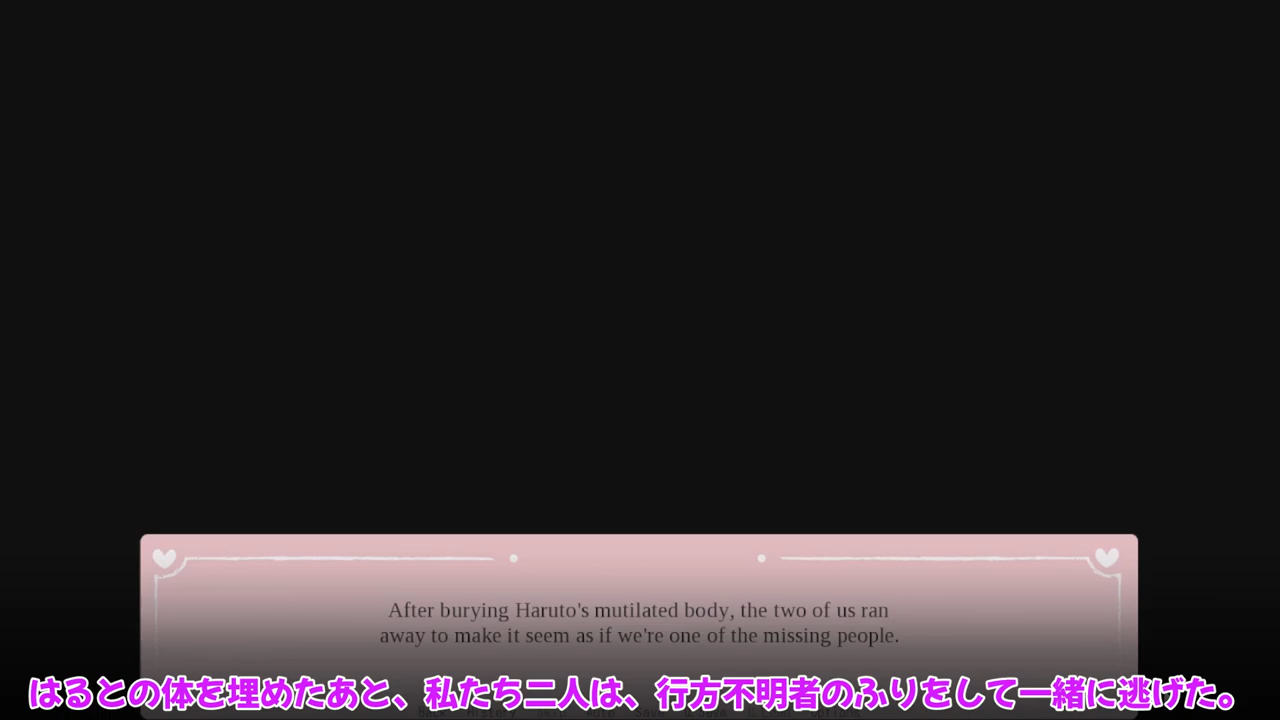 After burying Haruto's mutilated body, the two of us ran
away to make it seem as if we're one of the missing people.
はるとの体を埋めたあと、私たち二人は、行方不明者のふりをして一緒に逃げた。